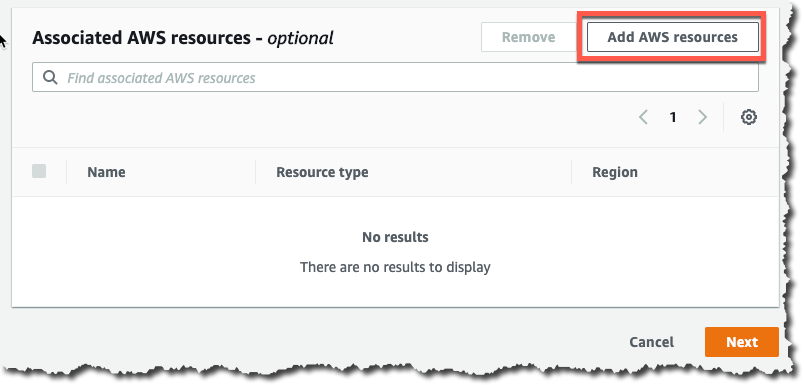 Associated AWS resources - optional
Remove
Add AWS resources
Find associated AWS resources
1
Name
Resource type
Region
No results
There are no results to display
Cancel
Next